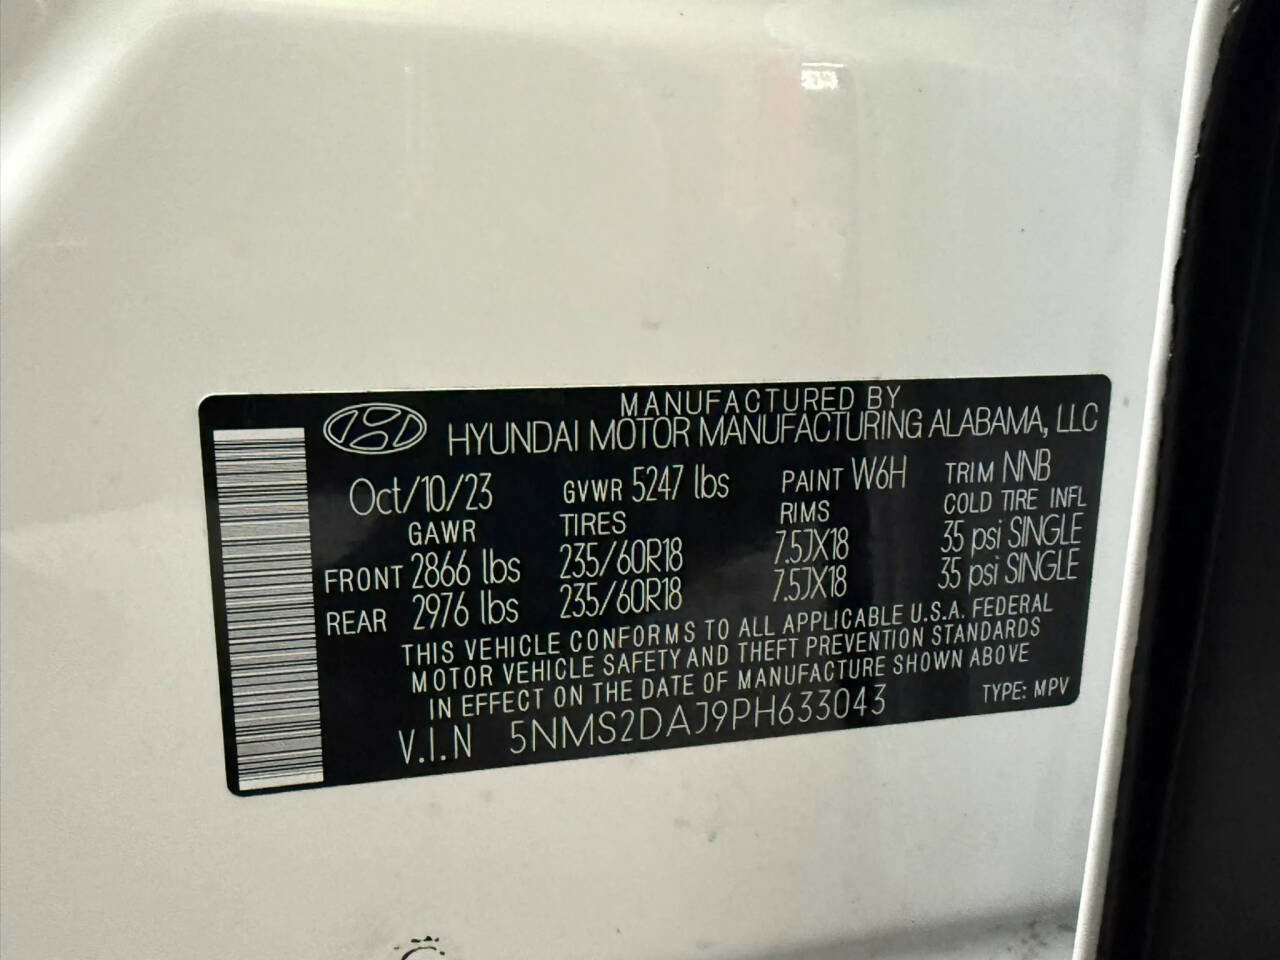 MANUFACTURED BY
HYUNDAI MOTOR MANUFACTURING ALABAMA, LLC
Oct/10/23 GVWR 5247 lbs PAINT W6H TRIM NNB
GAWR TIRES RIMS COLD TIRE INFL
FRONT 2866 lbs 235/60R18 7.5JX18 35 psi SINGLE
REAR 2976 lbs 235/60R18 7.5JX18 35 psi SINGLE
THIS VEHICLE CONFORMS TO ALL APPLICABLE U.S.A. FEDERAL
MOTOR VEHICLE SAFETY AND THEFT PREVENTION STANDARDS
IN EFFECT ON THE DATE OF MANUFACTURE SHOWN ABOVE
V.I.N 5NMS2DAJ9PH633043 TYPE: MPV